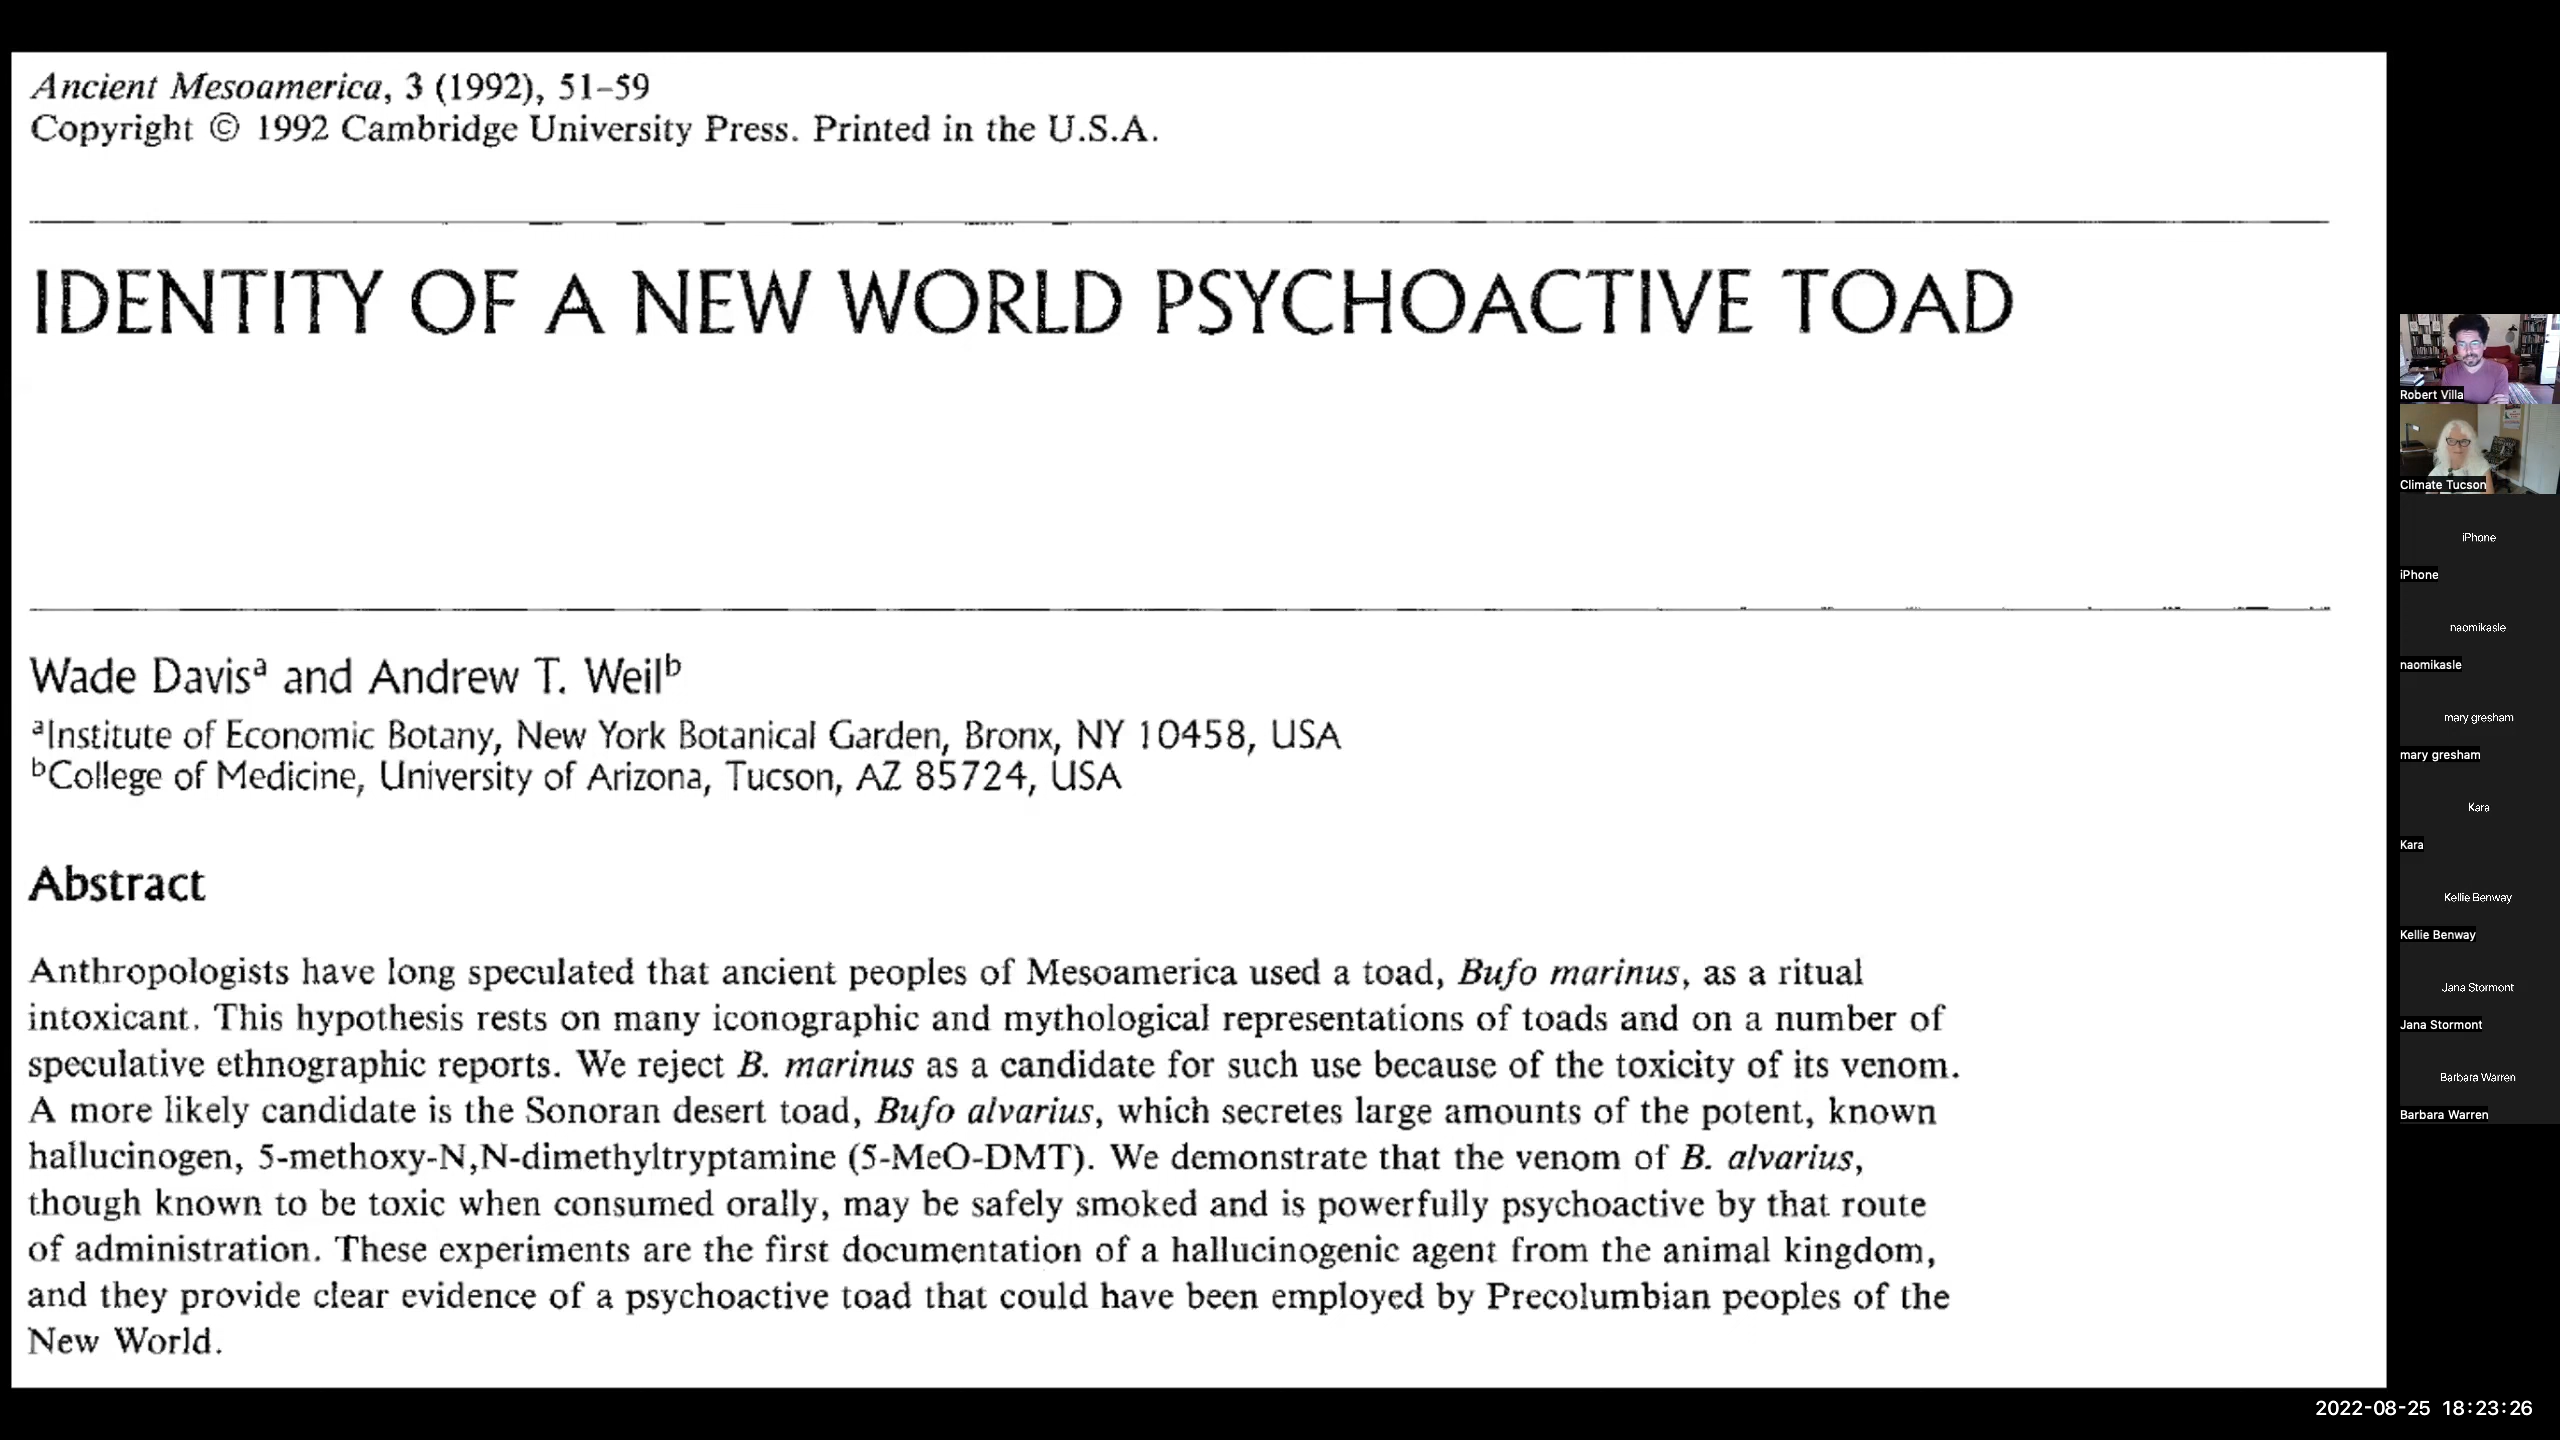 Ancient Mesoamerica, 3 (1992), 51–59
Copyright © 1992 Cambridge University Press. Printed in the U.S.A.
IDENTITY OF A NEW WORLD PSYCHOACTIVE TOAD
Wade Davisᵃ and Andrew T. Weilᵇ
ᵃInstitute of Economic Botany, New York Botanical Garden, Bronx, NY 10458, USA
ᵇCollege of Medicine, University of Arizona, Tucson, AZ 85724, USA
Abstract
Anthropologists have long speculated that ancient peoples of Mesoamerica used a toad, Bufo marinus, as a ritual
intoxicant. This hypothesis rests on many iconographic and mythological representations of toads and on a number of
speculative ethnographic reports. We reject B. marinus as a candidate for such use because of the toxicity of its venom.
A more likely candidate is the Sonoran desert toad, Bufo alvarius, which secretes large amounts of the potent, known
hallucinogen, 5-methoxy-N,N-dimethyltryptamine (5-MeO-DMT). We demonstrate that the venom of B. alvarius,
though known to be toxic when consumed orally, may be safely smoked and is powerfully psychoactive by that route
of administration. These experiments are the first documentation of a hallucinogenic agent from the animal kingdom,
and they provide clear evidence of a psychoactive toad that could have been employed by Precolumbian peoples of the
New World.
Robert Villa
Climate Tucson
iPhone
iPhone
naomikasle
naomikasle
mary gresham
mary gresham
Kara
Kara
Kellie Benway
Kellie Benway
Jana Stormont
Jana Stormont
Barbara Warren
Barbara Warren
2022-08-25 18:23:26